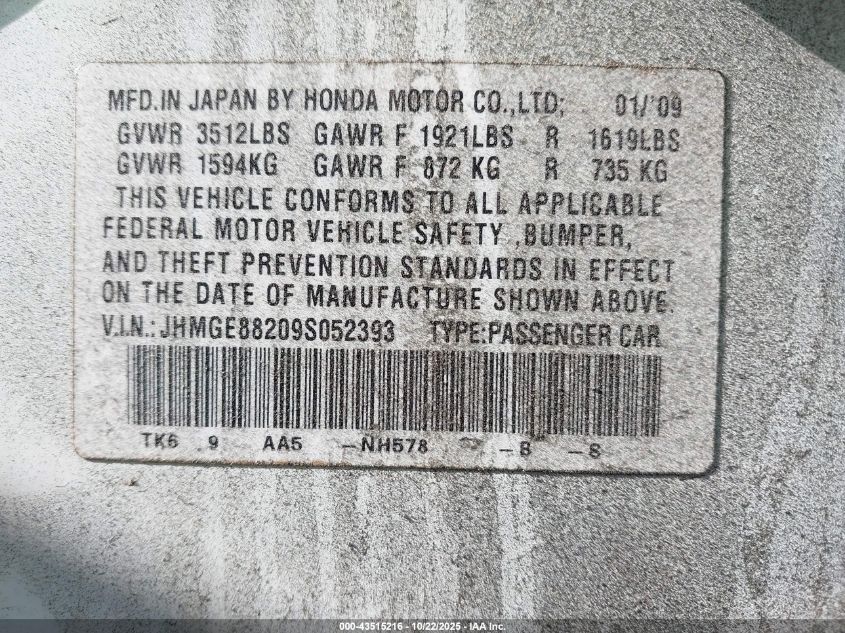 MFD.IN JAPAN BY HONDA MOTOR CO.,LTD; 01/'09
GVWR 3512LBS GAWR F 1921LBS R 1619LBS
GVWR 1594KG GAWR F 872 KG R 735 KG
THIS VEHICLE CONFORMS TO ALL APPLICABLE
FEDERAL MOTOR VEHICLE SAFETY ,BUMPER,
AND THEFT PREVENTION STANDARDS IN EFFECT
ON THE DATE OF MANUFACTURE SHOWN ABOVE.
V.I.N.: JHMGE88209S052393 TYPE:PASSENGER CAR
TK6 9 AA5 -NH578 -B -S
000-43515216 - 10/22/2025 - IAA Inc.